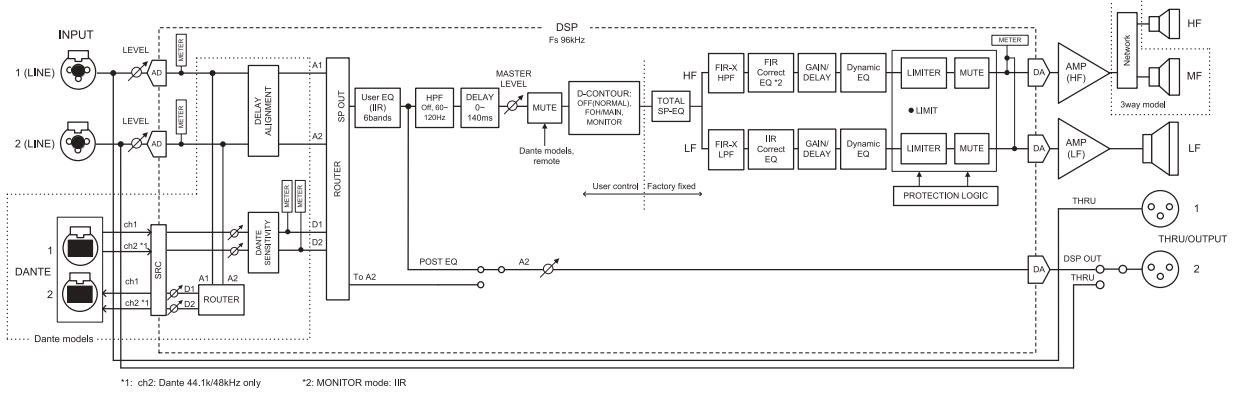 DSP
Fs 96kHz
INPUT
1 (LINE)
LEVEL
AD
METER
2 (LINE)
LEVEL
AD
METER
DELAY
ALIGNMENT
A1
A2
SP OUT
ROUTER
User EQ
(IIR)
6bands
HPF
Off, 60~
120Hz
DELAY
0~
140ms
MASTER
LEVEL
MUTE
Dante models,
remote
D-CONTOUR:
OFF(NORMAL),
FOH/MAIN,
MONITOR
User control
Factory fixed
TOTAL
SP-EQ
HF
FIR-X
HPF
FIR
Correct
EQ *2
GAIN/
DELAY
Dynamic
EQ
LIMITER
MUTE
METER
LIMIT
LF
FIR-X
LPF
IIR
Correct
EQ
GAIN/
DELAY
Dynamic
EQ
LIMITER
MUTE
PROTECTION LOGIC
DA
AMP
(HF)
Network
HF
MF
3way model
DA
AMP
(LF)
LF
THRU
1
THRU/OUTPUT
DANTE
1
2
ch1
ch2 *1
ch1
ch2 *1
SRC
DANTE
SENSITIVITY
METER
METER
D1
D2
A1
A2
D1
D2
ROUTER
Dante models
To A2
POST EQ
A2
DA
DSP OUT
THRU
2
*1: ch2: Dante 44.1k/48kHz only
*2: MONITOR mode: IIR